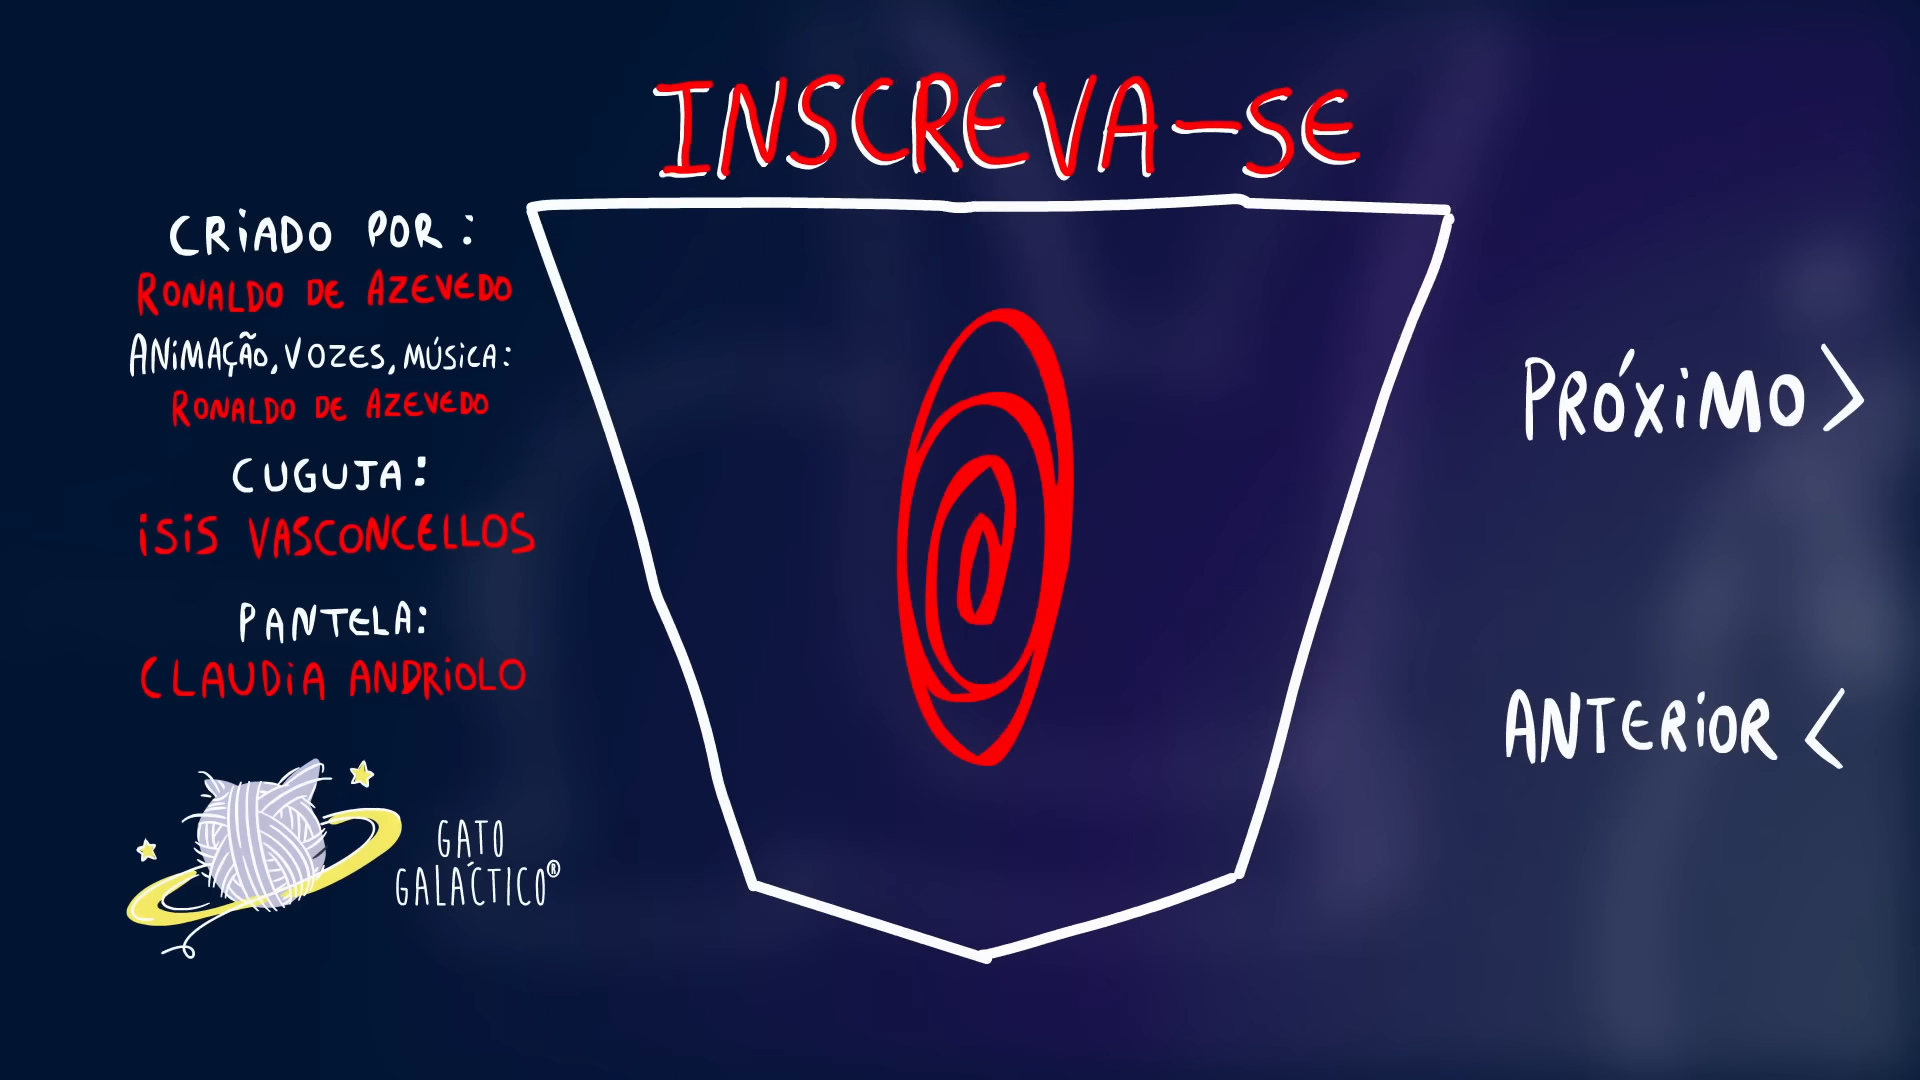 INSCREVA-SE
CRiADO POR:
RONALDO DE AZEVEDO
ANiMAÇÃO, VOZES, MÚSiCA:
RONALDO DE AZEVEDO
CUGUJA:
iSiS VASCONCELLOS
PANTELA:
CLAUDiA ANDRiOLO
GATO
GALÁCTICO®
PRÓXiMO >
ANTERiOR <